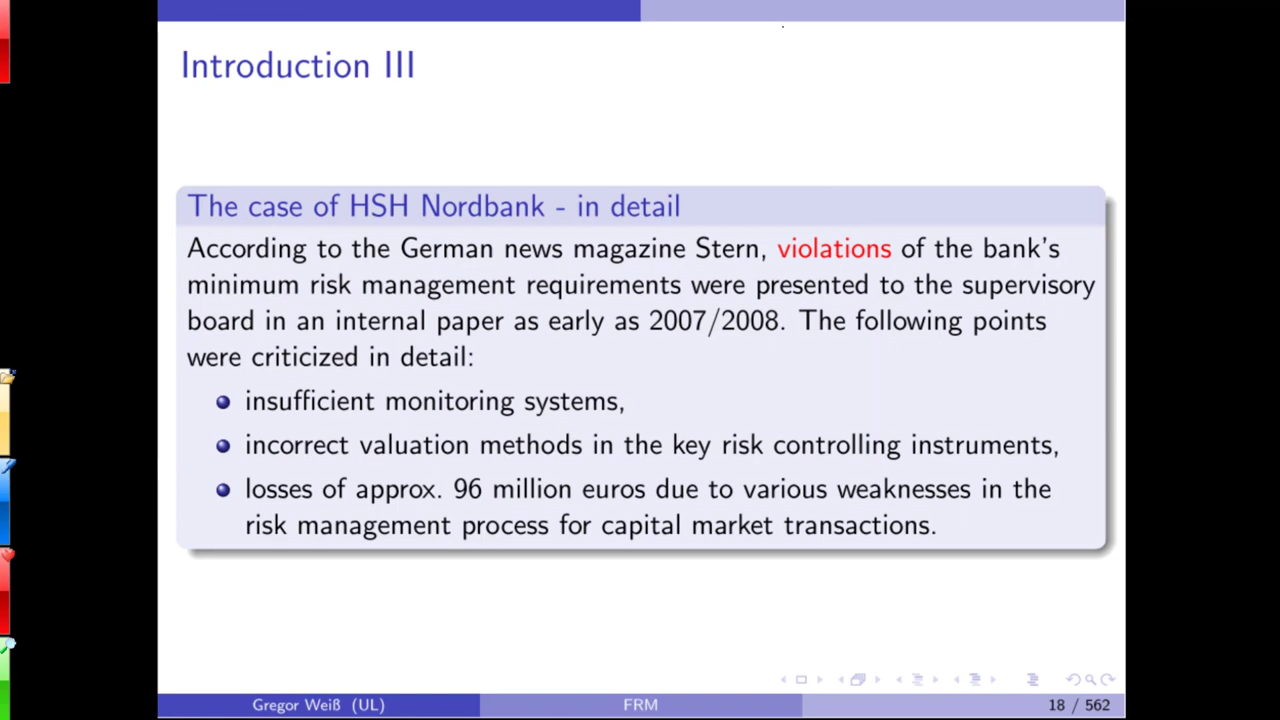 Introduction III
The case of HSH Nordbank - in detail
According to the German news magazine Stern, violations of the bank's
minimum risk management requirements were presented to the supervisory
board in an internal paper as early as 2007/2008. The following points
were criticized in detail:
insufficient monitoring systems,
incorrect valuation methods in the key risk controlling instruments,
losses of approx. 96 million euros due to various weaknesses in the
risk management process for capital market transactions.
Gregor Weiß (UL) FRM 18 / 562